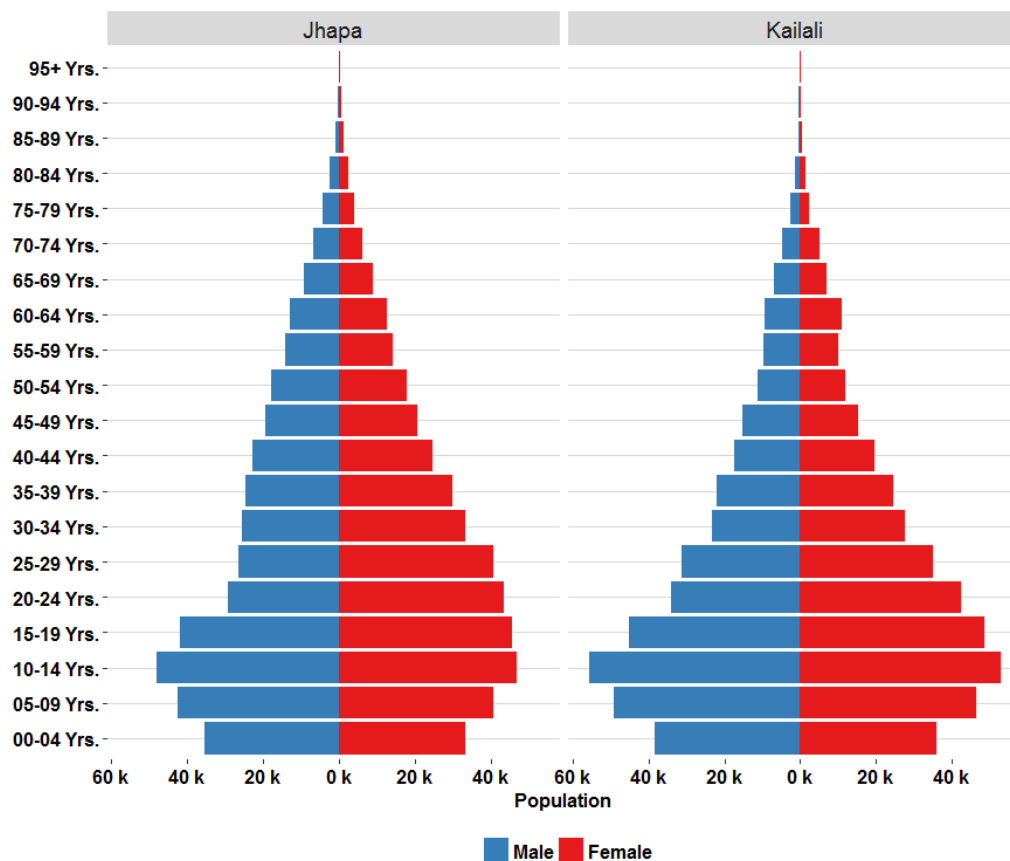 Jhapa
Kailali
95+ Yrs.
90-94 Yrs.
85-89 Yrs.
80-84 Yrs.
75-79 Yrs.
70-74 Yrs.
65-69 Yrs.
60-64 Yrs.
55-59 Yrs.
50-54 Yrs.
45-49 Yrs.
40-44 Yrs.
35-39 Yrs.
30-34 Yrs.
25-29 Yrs.
20-24 Yrs.
15-19 Yrs.
10-14 Yrs.
05-09 Yrs.
00-04 Yrs.
60 k 40 k 20 k 0 k 20 k 40 k 60 k 40 k 20 k 0 k 20 k 40 k
Population
Male Female